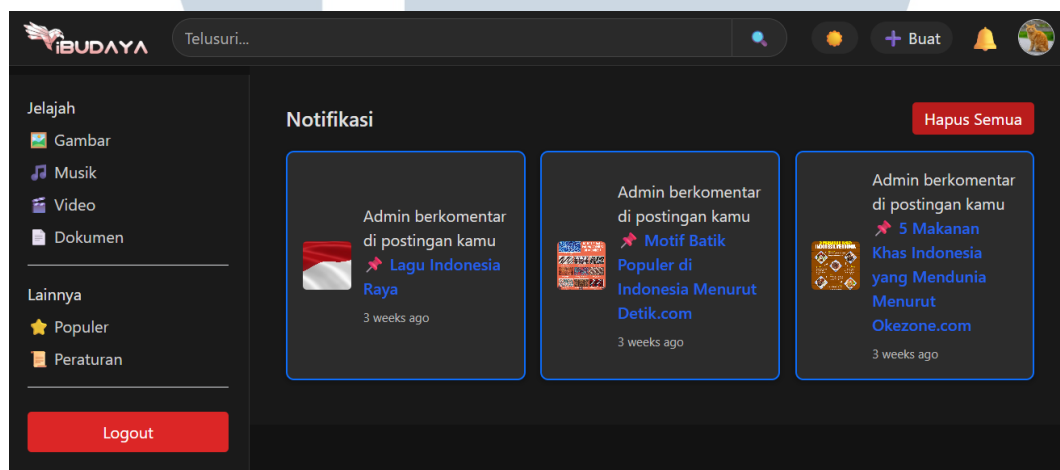 ViBUDAYA
Telusuri...
Buat
Jelajah
Gambar
Musik
Video
Dokumen
Lainnya
Populer
Peraturan
Logout
Notifikasi
Hapus Semua
Admin berkomentar
di postingan kamu
📌 Lagu Indonesia
Raya
3 weeks ago
Admin berkomentar
di postingan kamu
📌 Motif Batik
Populer di
Indonesia Menurut
Detik.com
3 weeks ago
Admin berkomentar
di postingan kamu
📌 5 Makanan
Khas Indonesia
yang Mendunia
Menurut
Okezone.com
3 weeks ago